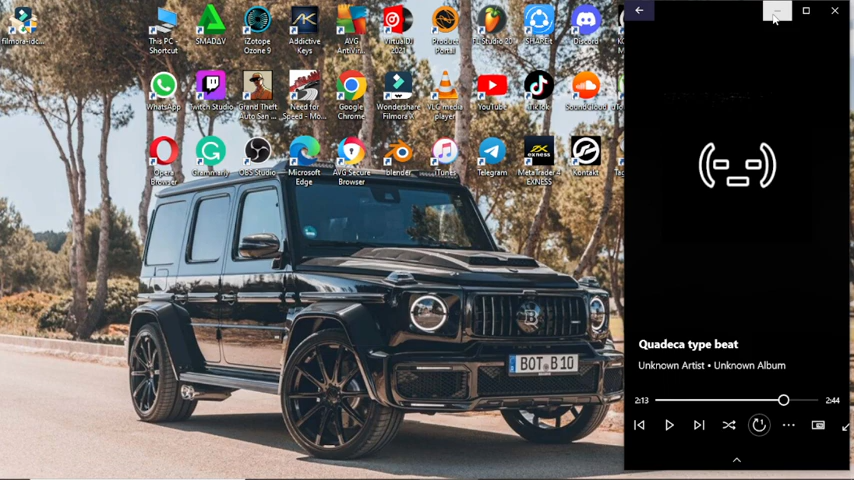 filmora-idc...
This PC
Shortcut
SMADAV
iZotope
Ozone 9
Addictive
Keys
AVG
AntiVir...
VirtualDJ
2021
Product
Portal
FL Studio 20
SHAREit
Discord
WhatsApp
Twitch Studio
Grand Theft
Auto San ...
Need for
Speed - Mo...
Google
Chrome
Wondershare
Filmora X
VLC media
player
YouTube
TikTok
SoundCloud
Opera
Browser
Grammarly
OBS Studio
Microsoft
Edge
AVG Secure
Browser
blender
iTunes
Telegram
MetaTrader 4
EXNESS
Kontakt
exness
BOT B 10
Quadeca type beat
Unknown Artist • Unknown Album
2:13
2:44